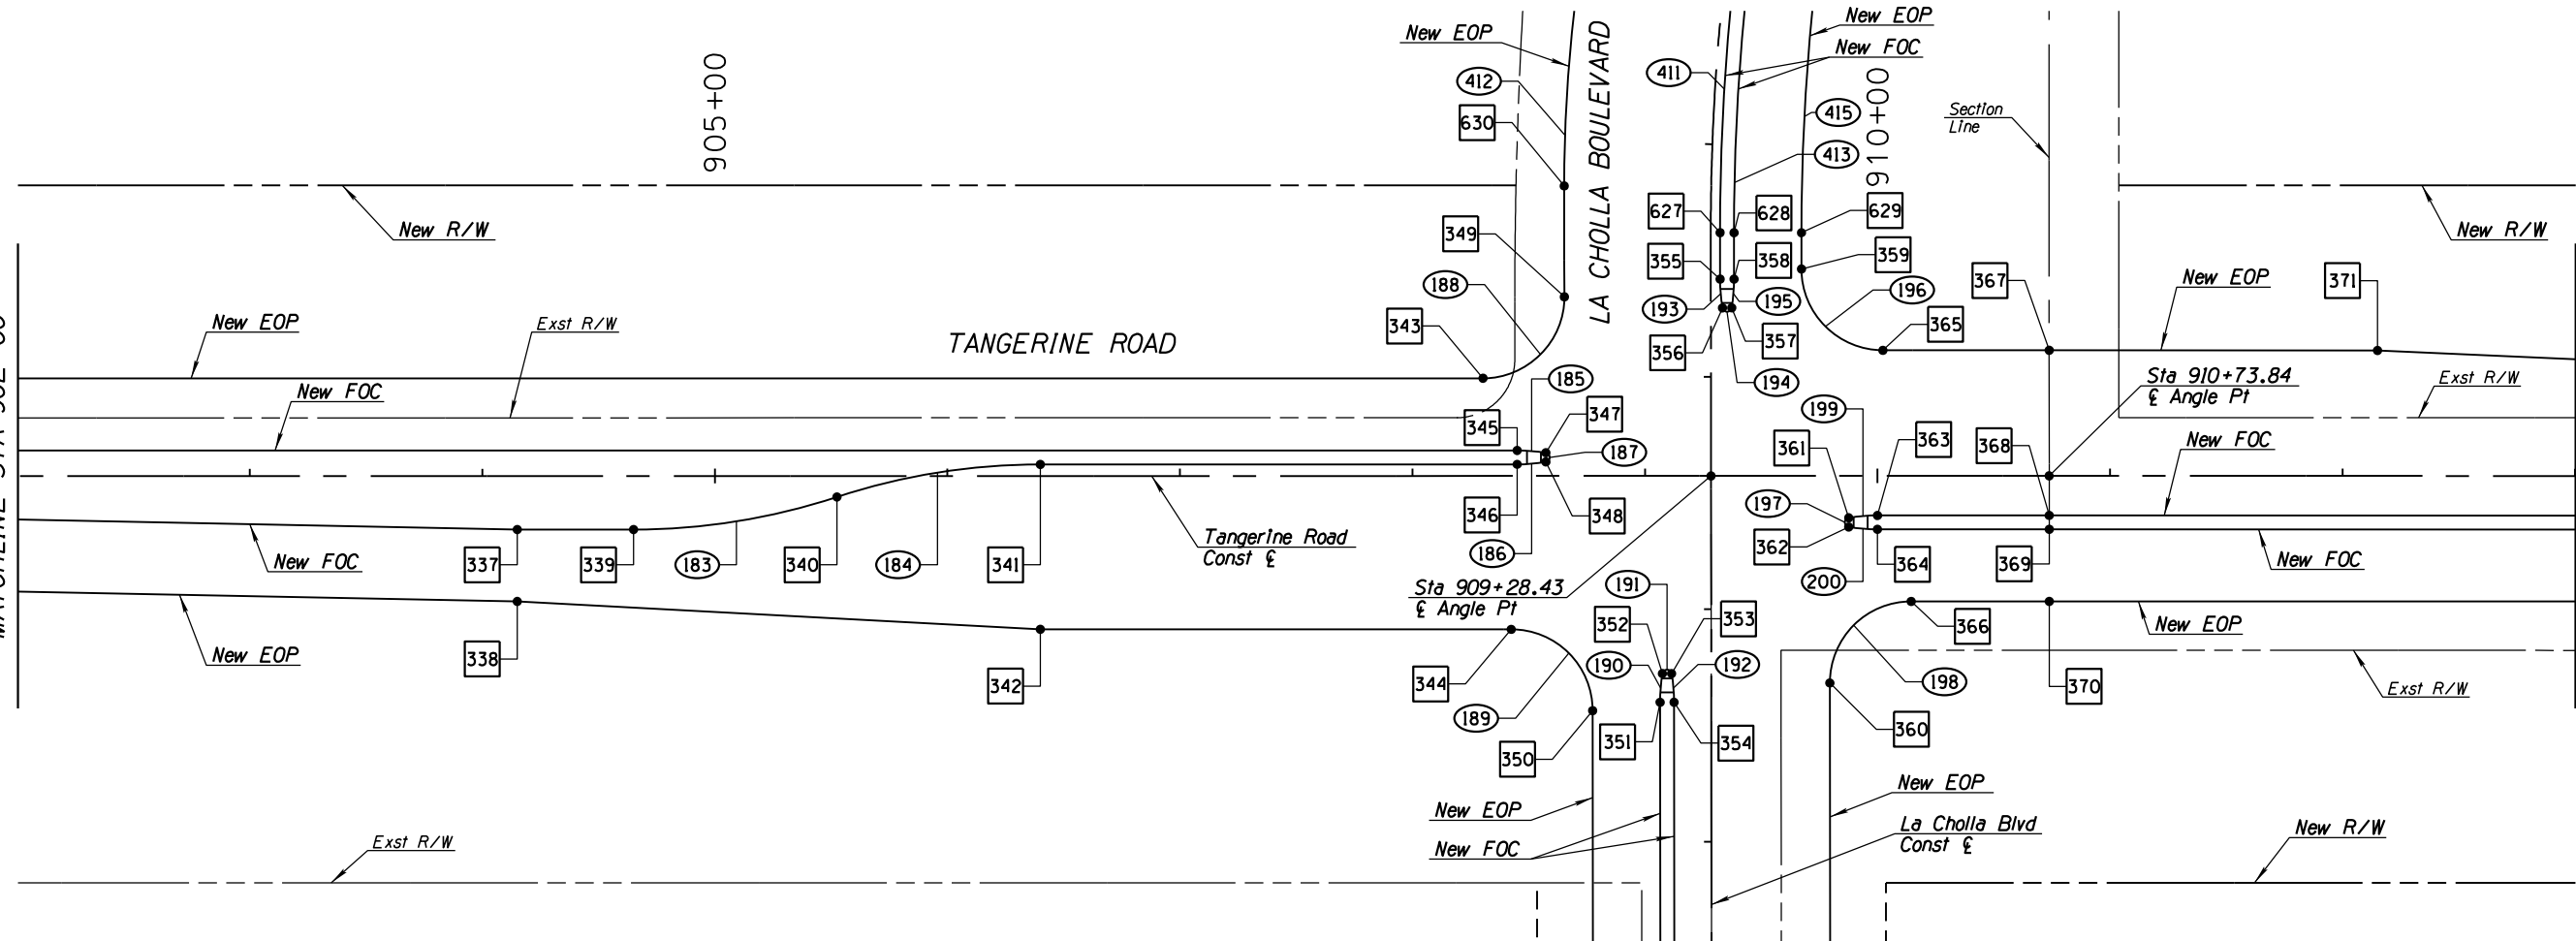 New EOP
LA CHOLLA BOULEVARD
New EOP
New FOC
412
411
905+00
910+00
415
Section
Line
630
413
New R/W
627
628
629
New R/W
349
355
358
359
367
New EOP
371
188
193
195
196
New EOP
Exst R/W
343
356
357
365
TANGERINE ROAD
New FOC
185
194
Sta 910+73.84
℄ Angle Pt
Exst R/W
345
347
199
187
361
363
368
New FOC
197
346
348
Tangerine Road
Const ℄
186
362
364
369
New FOC
New FOC
337
339
183
340
184
341
200
Sta 909+28.43
℄ Angle Pt
191
352
353
366
New EOP
New EOP
338
190
192
342
344
198
370
Exst R/W
189
351
354
360
350
New EOP
New EOP
La Cholla Blvd
Const ℄
New R/W
Exst R/W
New FOC